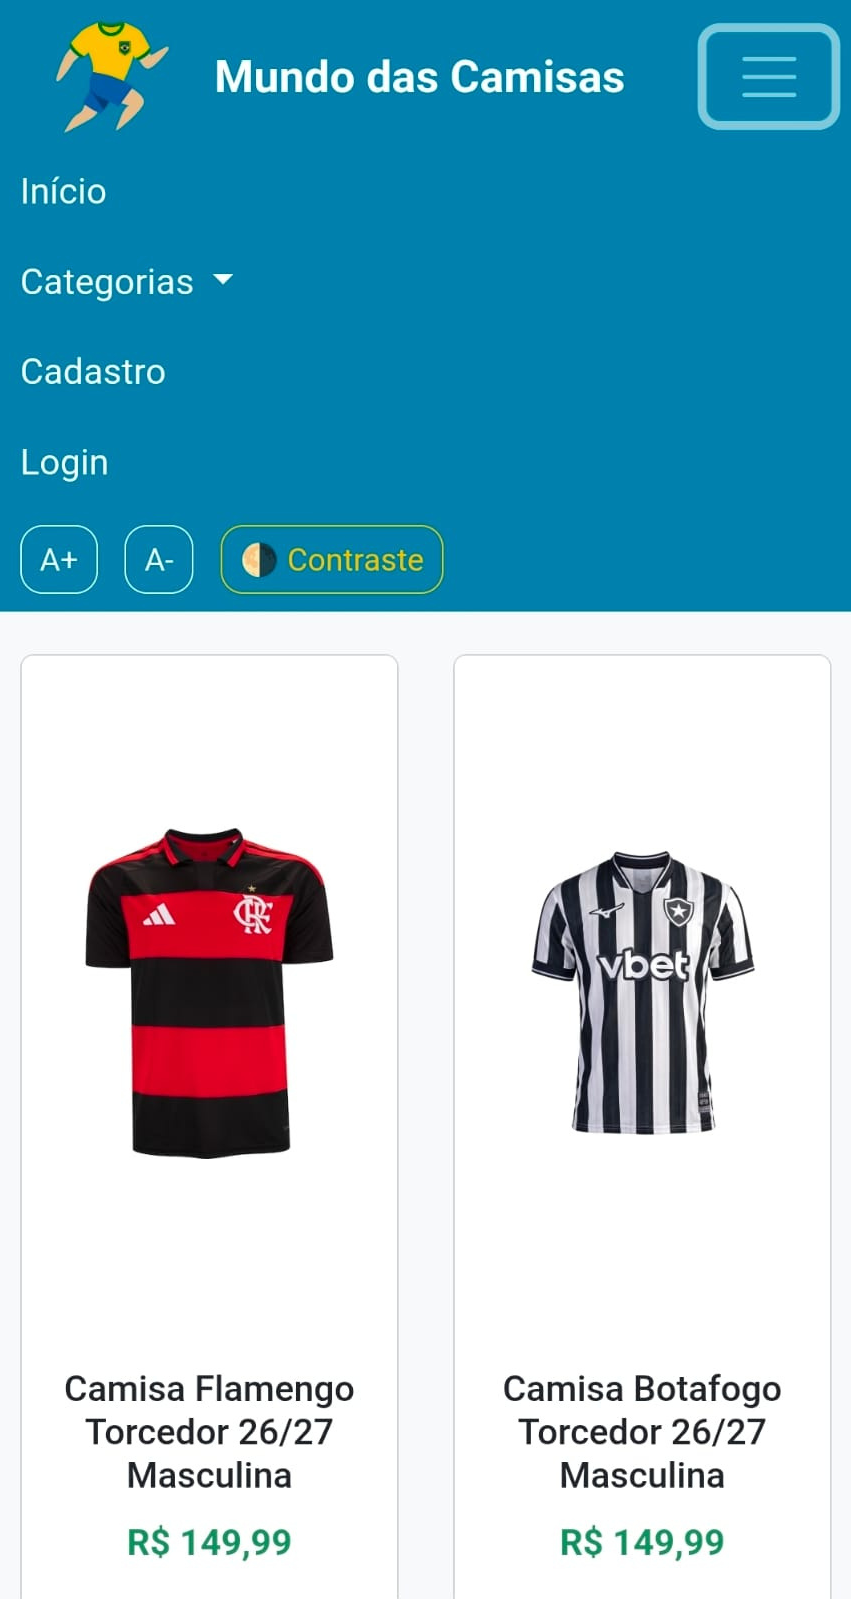 Mundo das Camisas
Início
Categorias
Cadastro
Login
A+ A- Contraste
vbet
Camisa Flamengo
Torcedor 26/27
Masculina
R$ 149,99
Camisa Botafogo
Torcedor 26/27
Masculina
R$ 149,99